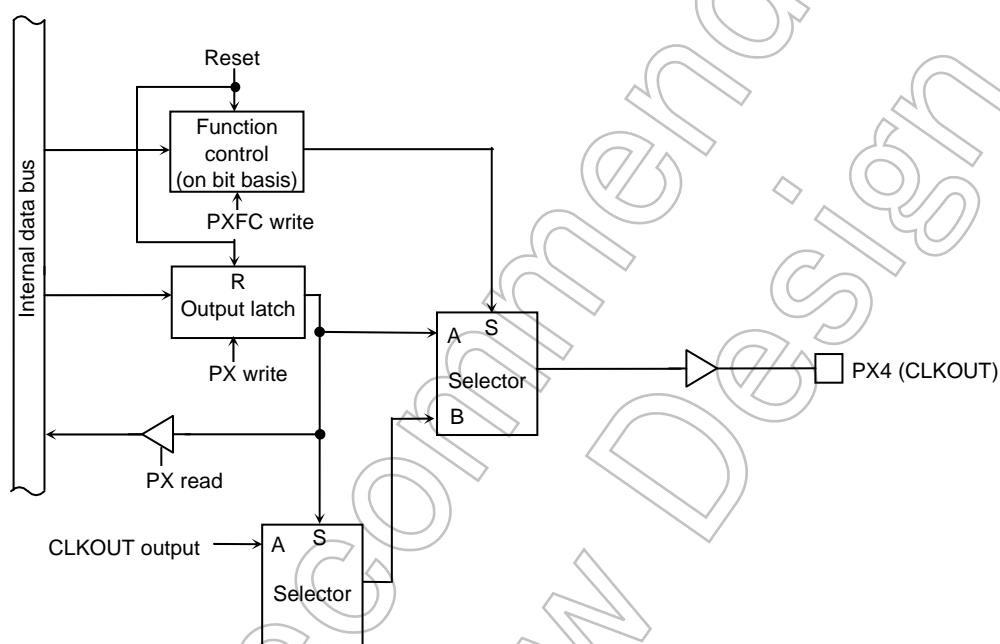 Reset
Function
control
(on bit basis)
PXFC write
Internal data bus
R
Output latch
PX write
A
S
Selector
B
PX4 (CLKOUT)
PX read
CLKOUT output
A
S
Selector